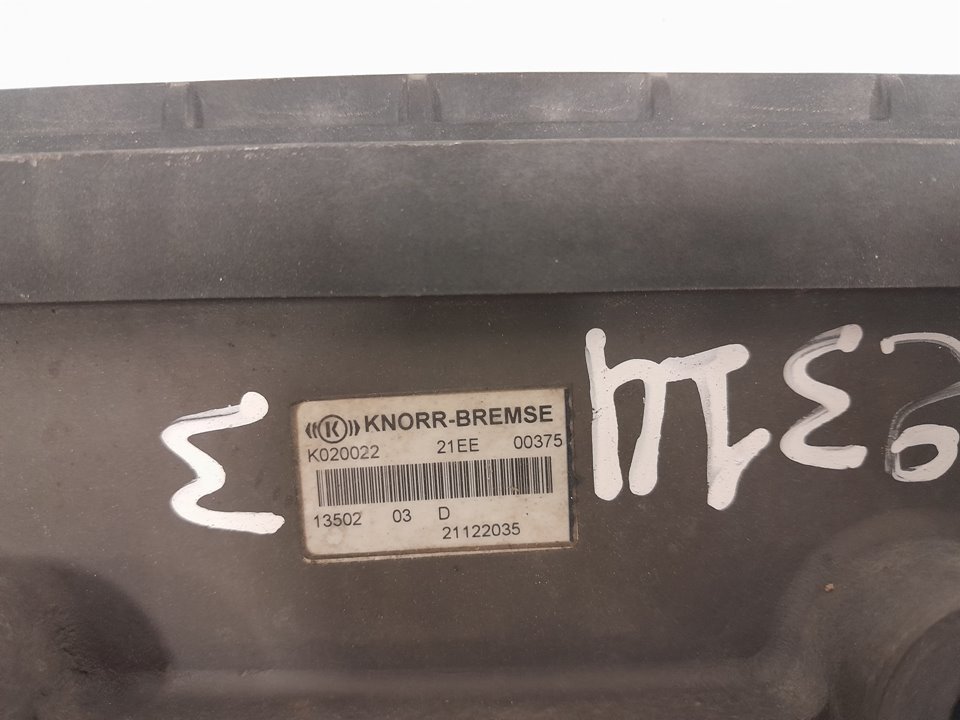 KNORR-BREMSE
K020022 21EE 00375
13502 03 D
21122035